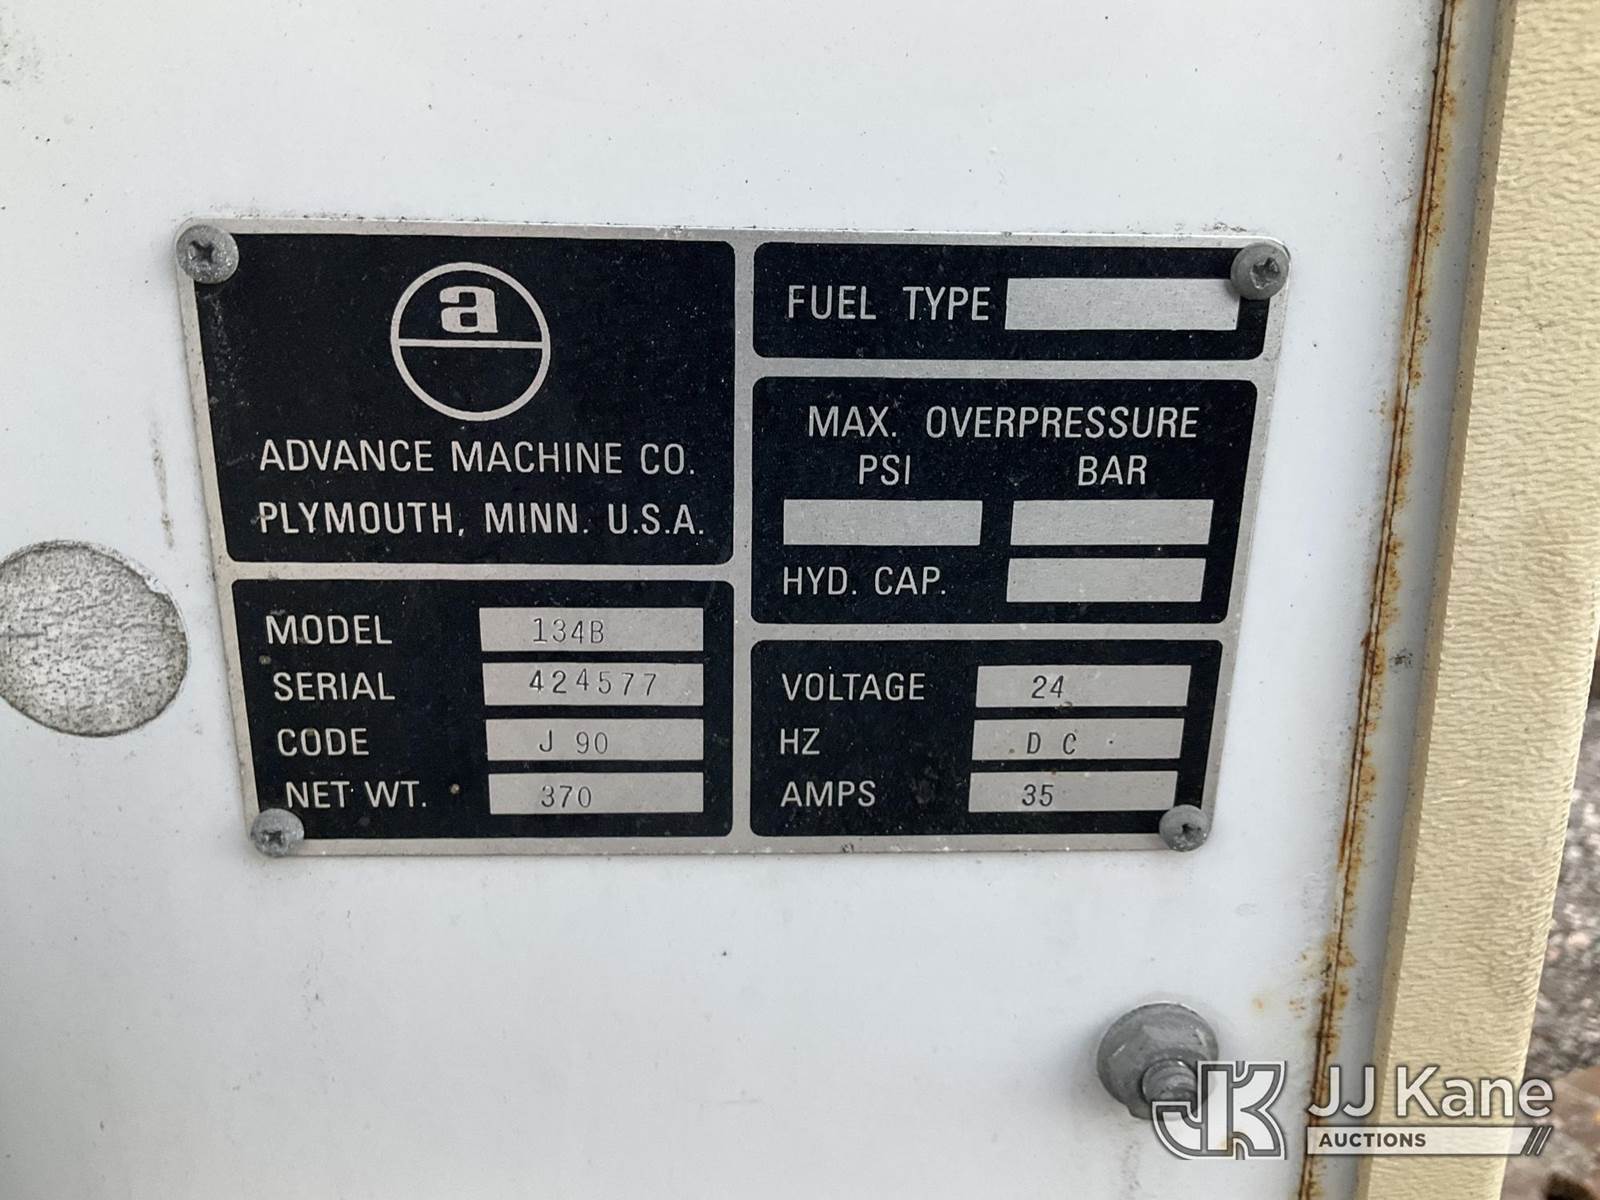 a
ADVANCE MACHINE CO.
PLYMOUTH, MINN. U.S.A.
MODEL 134B
SERIAL 424577
CODE J 90
NET WT. 370
FUEL TYPE
MAX. OVERPRESSURE
PSI BAR
HYD. CAP.
VOLTAGE 24
HZ DC
AMPS 35
JK JJ Kane
AUCTIONS